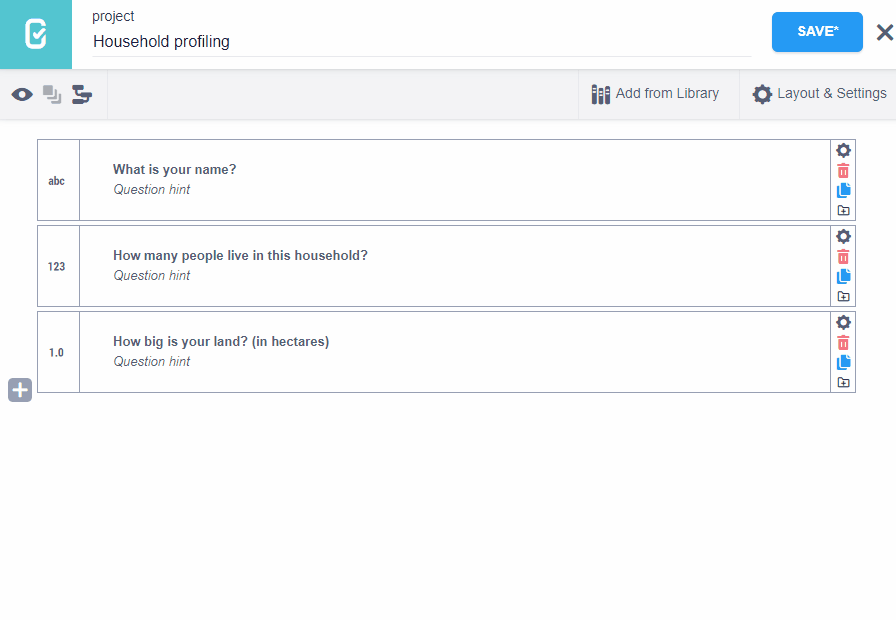 project
Household profiling
SAVE*
Add from Library
Layout & Settings
abc
What is your name?
Question hint
123
How many people live in this household?
Question hint
1.0
How big is your land? (in hectares)
Question hint